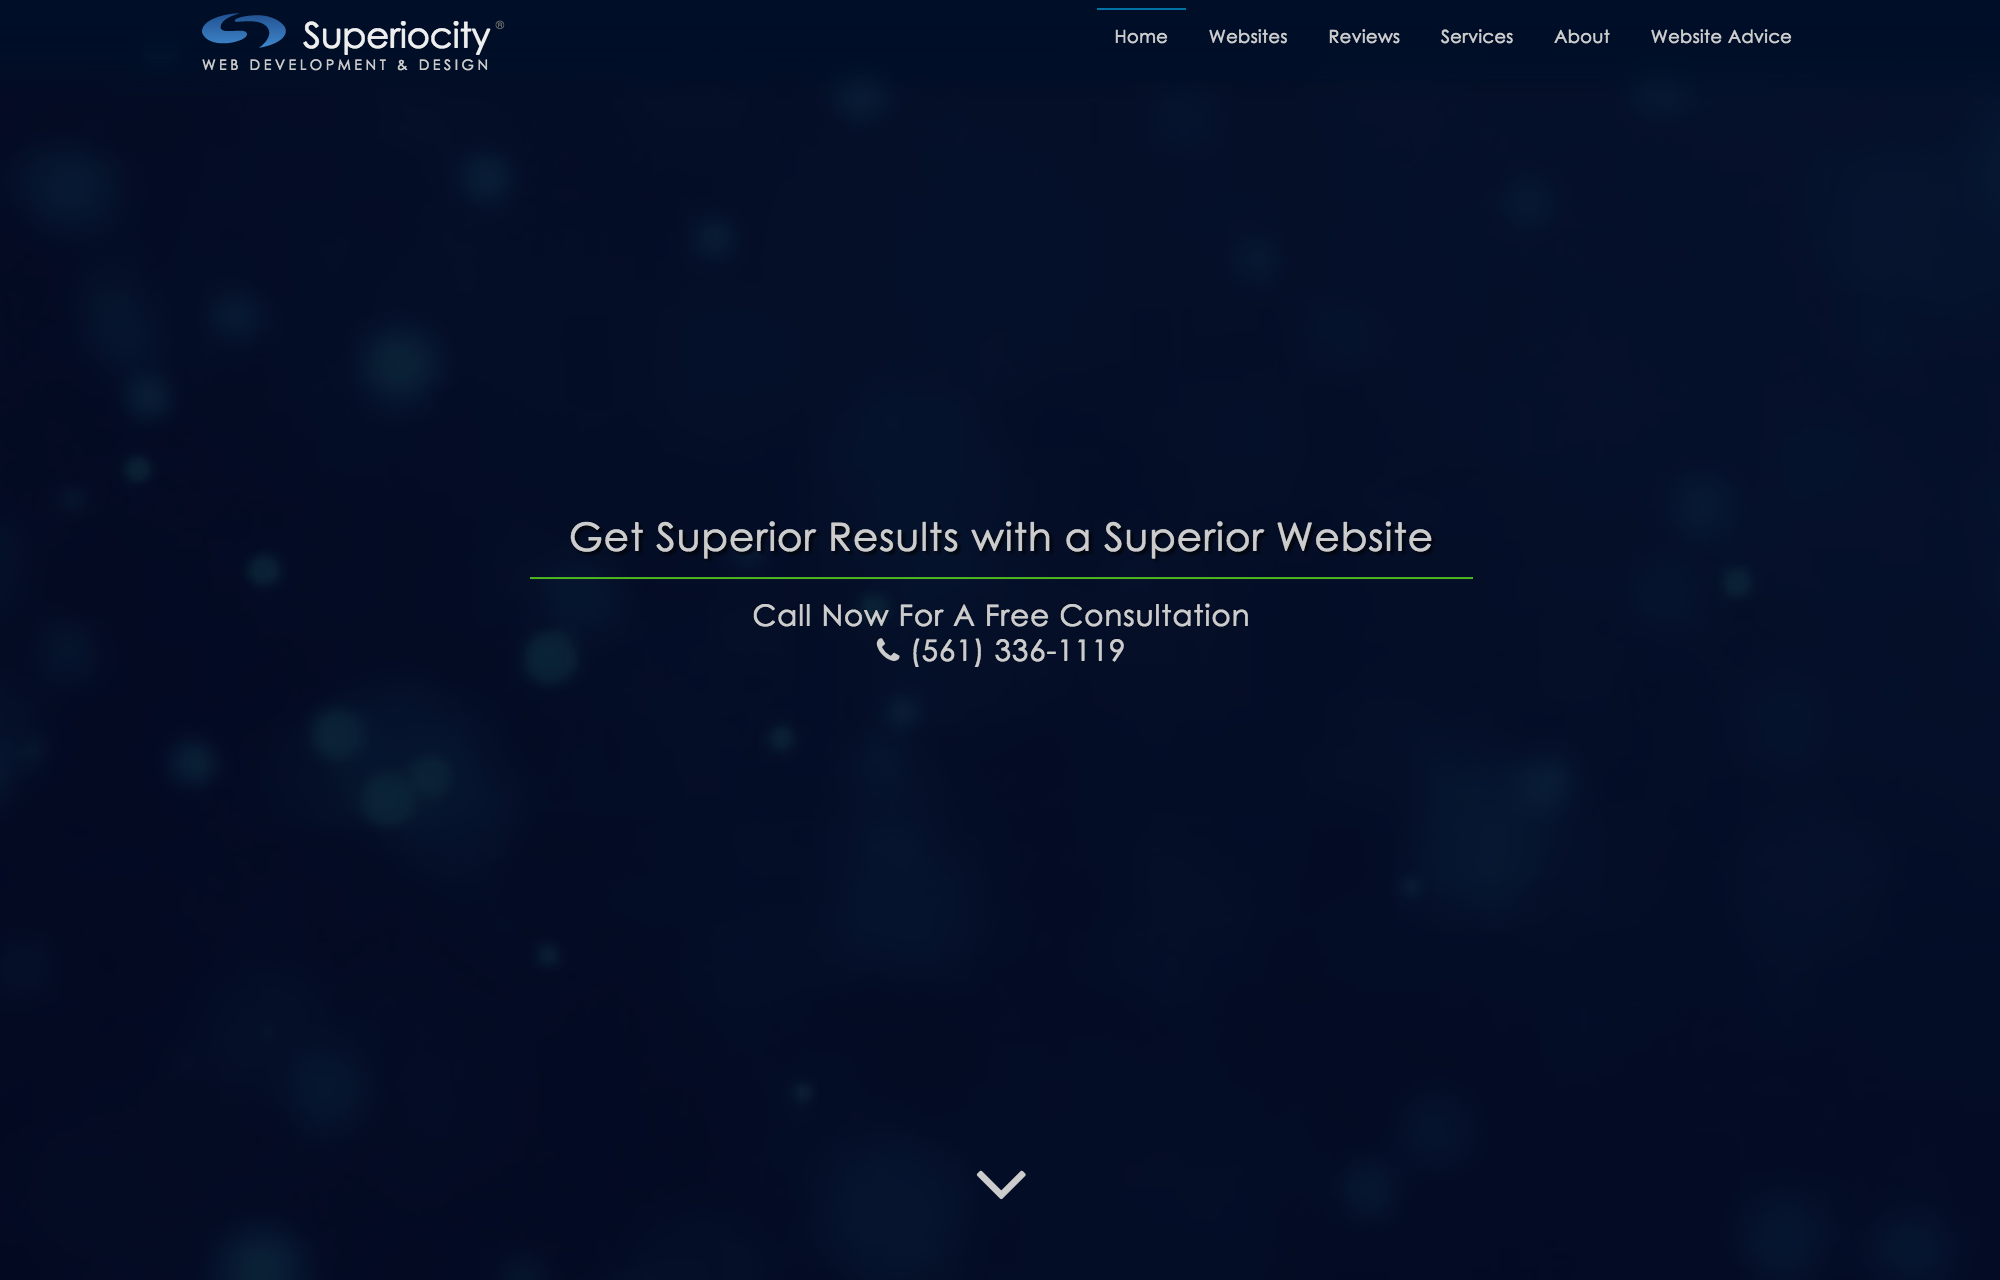 Superiocity®
WEB DEVELOPMENT & DESIGN
Home
Websites
Reviews
Services
About
Website Advice
Get Superior Results with a Superior Website
Call Now For A Free Consultation
(561) 336-1119